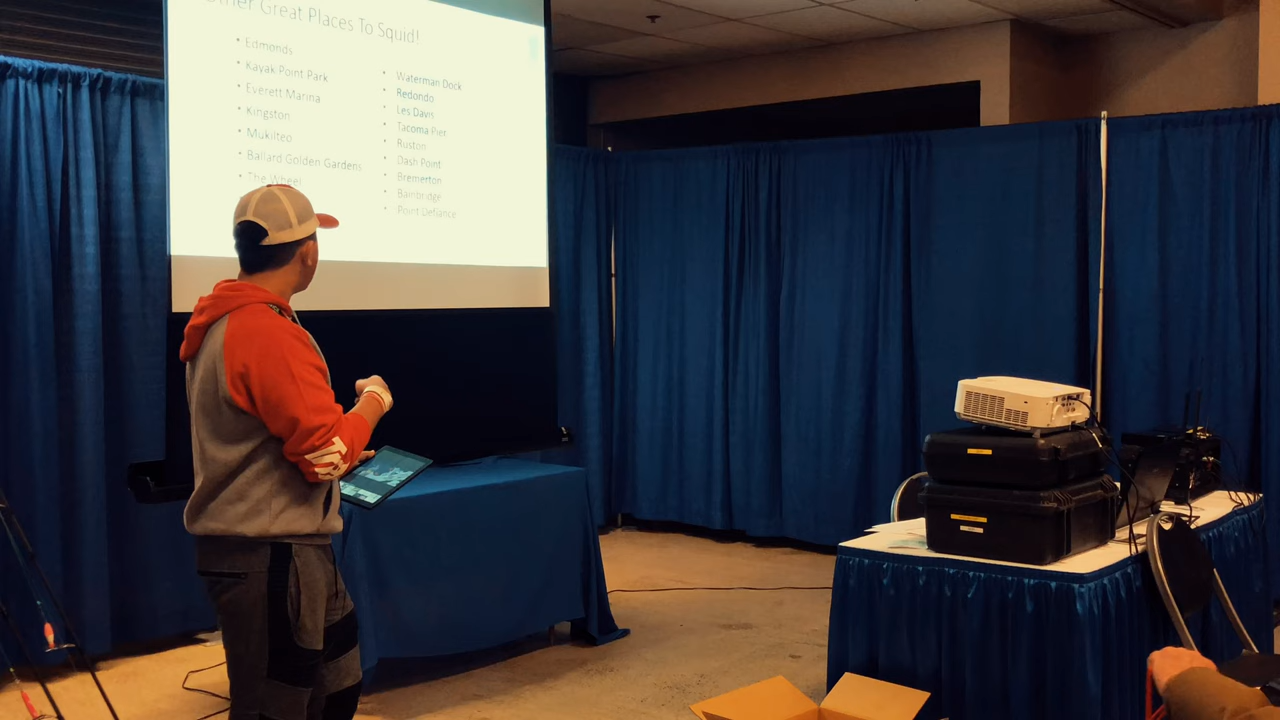 Other Great Places To Squid!
• Edmonds
• Kayak Point Park
• Everett Marina
• Kingston
• Mukilteo
• Ballard Golden Gardens
• The Wheel
• Waterman Dock
• Redondo
• Les Davis
• Tacoma Pier
• Ruston
• Dash Point
• Bremerton
• Bainbridge
• Point Defiance